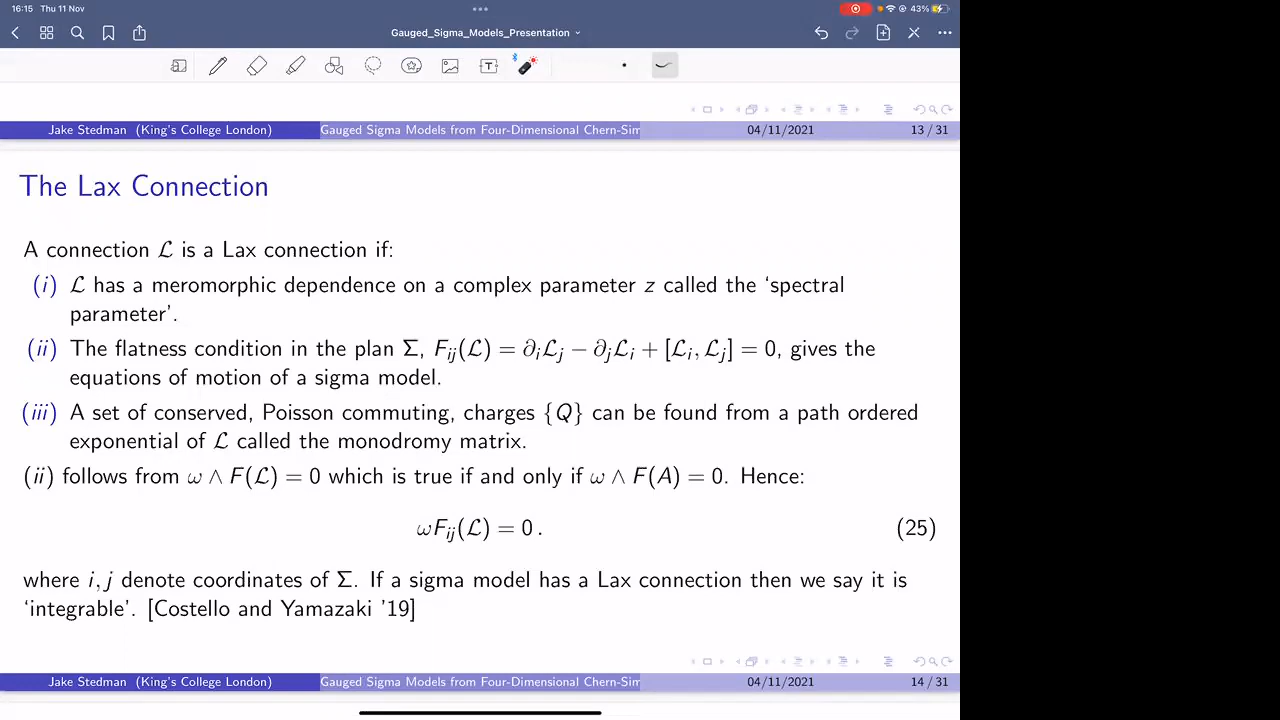 16:15 Thu 11 Nov
43%
Gauged_Sigma_Models_Presentation
T
Jake Stedman (King's College London) Gauged Sigma Models from Four-Dimensional Chern-Sim 04/11/2021 13 / 31
The Lax Connection
A connection ℒ is a Lax connection if:
(i) ℒ has a meromorphic dependence on a complex parameter z called the ‘spectral
parameter’.
(ii) The flatness condition in the plan Σ, F_{ij}(ℒ) = ∂_iℒ_j − ∂_jℒ_i + [ℒ_i, ℒ_j] = 0, gives the
equations of motion of a sigma model.
(iii) A set of conserved, Poisson commuting, charges {Q} can be found from a path ordered
exponential of ℒ called the monodromy matrix.
(ii) follows from ω ∧ F(ℒ) = 0 which is true if and only if ω ∧ F(A) = 0. Hence:
ωF_{ij}(ℒ) = 0 . (25)
where i, j denote coordinates of Σ. If a sigma model has a Lax connection then we say it is
‘integrable’. [Costello and Yamazaki ’19]
Jake Stedman (King's College London) Gauged Sigma Models from Four-Dimensional Chern-Sim 04/11/2021 14 / 31